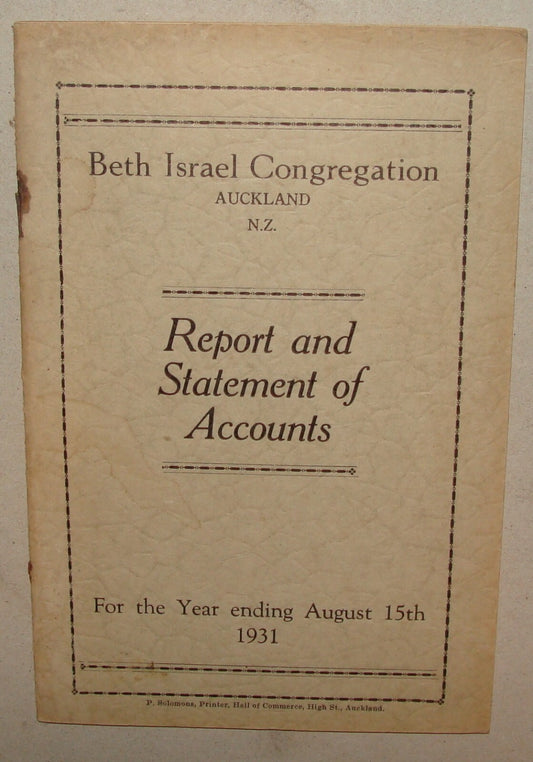 Beth Israel Congregation
AUCKLAND
N.Z.
Report and
Statement of
Accounts
For the Year ending August 15th
1931
P. Solomons, Printer, Hall of Commerce, High St., Auckland.